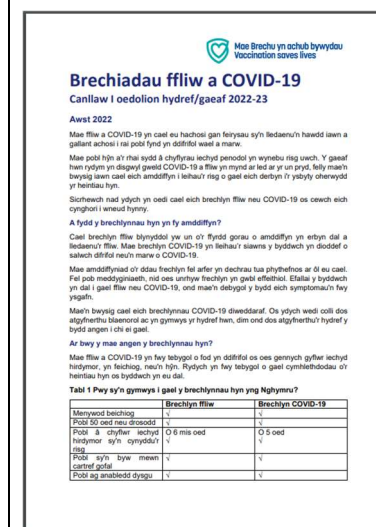 Mae Brechu yn achub bywydau
Vaccination saves lives
Brechiadau ffliw a COVID-19
Canllaw I oedolion hydref/gaeaf 2022-23
Awst 2022
Mae ffliw a COVID-19 yn cael eu hachosi gan feirysau sy'n lledaenu'n hawdd iawn a
gallant achosi i rai pobl fynd yn ddifrifol wael a marw.
Mae pobl hŷn a'r rhai sydd â chyflyrau iechyd penodol yn wynebu risg uwch. Y gaeaf
hwn rydym yn disgwyl gweld COVID-19 a ffliw yn mynd ar led ar yr un pryd, felly mae'n
bwysig iawn cael eich amddiffyn i leihau'r risg o gael eich derbyn i'r ysbyty oherwydd
yr heintiau hyn.
Sicrhewch nad ydych yn oedi cael eich brechlyn ffliw neu COVID-19 os cewch eich
cynghori i wneud hynny.
A fydd y brechlynnau hyn yn fy amddiffyn?
Cael brechlyn ffliw blynyddol yw un o'r ffyrdd gorau o amddiffyn yn erbyn dal a
lledaenu'r ffliw. Mae brechlyn COVID-19 yn lleihau'r siawns y byddwch yn dioddef o
salwch difrifol neu'n marw o COVID-19.
Mae amddiffyniad o'r ddau frechlyn fel arfer yn dechrau tua phythefnos ar ôl eu cael.
Fel pob meddyginiaeth, nid oes unrhyw frechlyn yn gwbl effeithiol. Efallai y byddwch
yn dal i gael ffliw neu COVID-19, ond mae'n debygol y bydd eich symptomau'n fwy
ysgafn.
Mae'n bwysig cael eich brechlynnau COVID-19 diweddaraf. Os ydych wedi colli dos
atgyfnerthu blaenorol ac yn gymwys yr hydref hwn, dim ond dos atgyfnerthu'r hydref y
bydd angen i chi ei gael.
Ar bwy y mae angen y brechlynnau hyn?
Mae ffliw a COVID-19 yn fwy tebygol o fod yn ddifrifol os oes gennych gyflwr iechyd
hirdymor, yn feichiog, neu'n hŷn. Rydych yn fwy tebygol o gael cymhlethdodau o'r
heintiau hyn os byddwch yn eu dal.
Tabl 1 Pwy sy'n gymwys i gael y brechlynnau hyn yng Nghymru?
Brechlyn ffliw Brechlyn COVID-19
Menywod beichiog √ √
Pobl 50 oed neu drosodd √ √
Pobl â chyflwr iechyd O 6 mis oed O 5 oed
hirdymor sy'n cynyddu'r √ √
risg
Pobl sy'n byw mewn √ √
cartref gofal
Pobl ag anabledd dysgu √ √